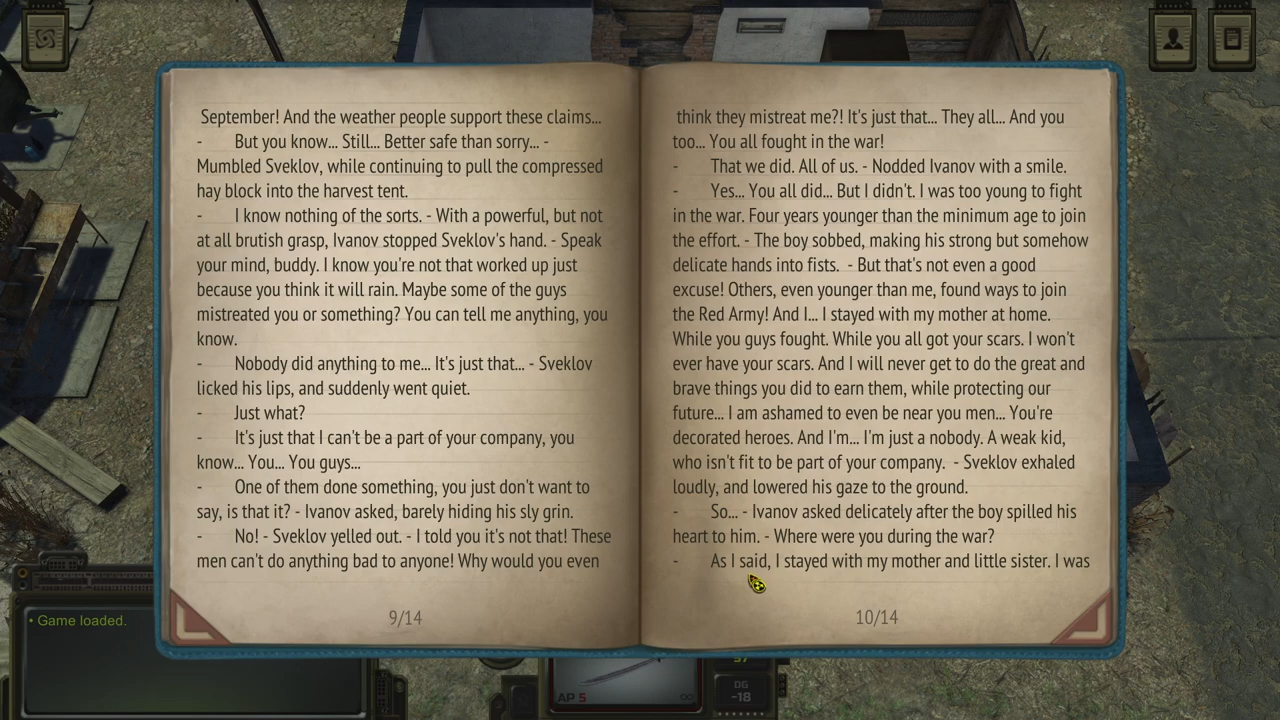 September! And the weather people support these claims...
- But you know... Still... Better safe than sorry... -
Mumbled Sveklov, while continuing to pull the compressed
hay block into the harvest tent.
- I know nothing of the sorts. - With a powerful, but not
at all brutish grasp, Ivanov stopped Sveklov's hand. - Speak
your mind, buddy. I know you're not that worked up just
because you think it will rain. Maybe some of the guys
mistreated you or something? You can tell me anything, you
know.
- Nobody did anything to me... It's just that... - Sveklov
licked his lips, and suddenly went quiet.
- Just what?
- It's just that I can't be a part of your company, you
know... You... You guys...
- One of them done something, you just don't want to
say, is that it? - Ivanov asked, barely hiding his sly grin.
- No! - Sveklov yelled out. - I told you it's not that! These
men can't do anything bad to anyone! Why would you even
9/14
think they mistreat me?! It's just that... They all... And you
too... You all fought in the war!
- That we did. All of us. - Nodded Ivanov with a smile.
- Yes... You all did... But I didn't. I was too young to fight
in the war. Four years younger than the minimum age to join
the effort. - The boy sobbed, making his strong but somehow
delicate hands into fists. - But that's not even a good
excuse! Others, even younger than me, found ways to join
the Red Army! And I... I stayed with my mother at home.
While you guys fought. While you all got your scars. I won't
ever have your scars. And I will never get to do the great and
brave things you did to earn them, while protecting our
future... I am ashamed to even be near you men... You're
decorated heroes. And I'm... I'm just a nobody. A weak kid,
who isn't fit to be part of your company. - Sveklov exhaled
loudly, and lowered his gaze to the ground.
- So... - Ivanov asked delicately after the boy spilled his
heart to him. - Where were you during the war?
- As I said, I stayed with my mother and little sister. I was
10/14
• Game loaded.
AP 5
DG
-18